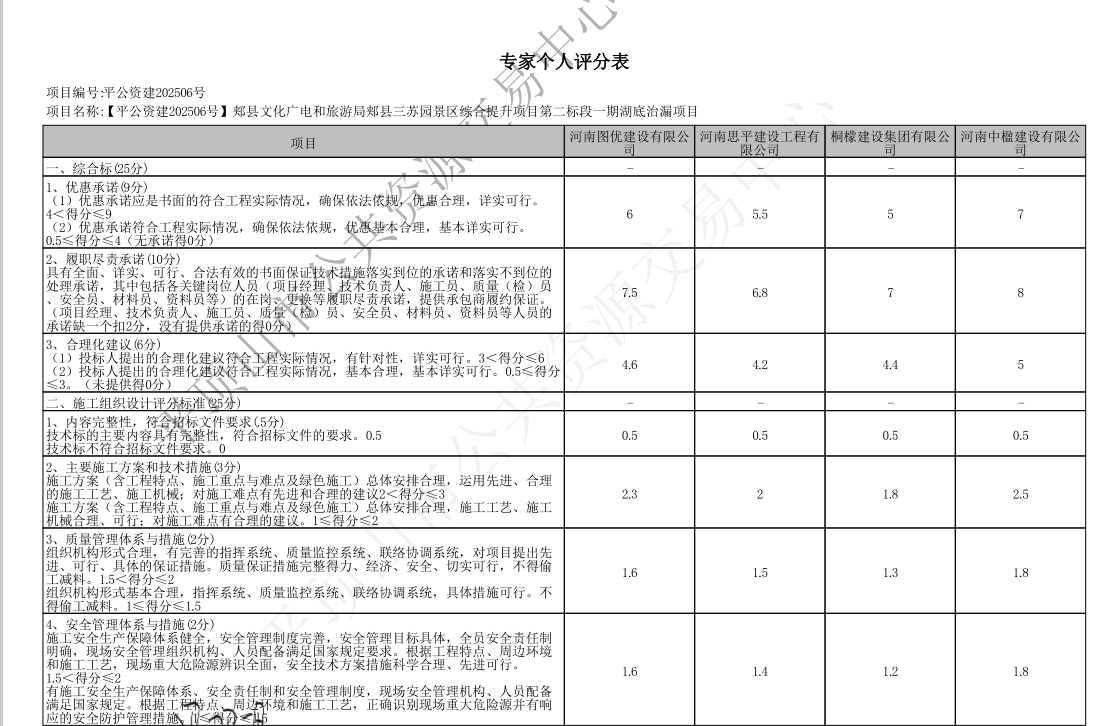 专家个人评分表
项目编号:平公资建202506号
项目名称:【平公资建202506号】郏县文化广电和旅游局郏县三苏园景区综合提升项目第二标段一期湖底治漏项目
项目 河南图优建设有限公司 河南思平建设工程有限公司 桐檬建设集团有限公司 河南中楹建设有限公司
一、综合标(25分) – – – –
1、优惠承诺(9分)
（1）优惠承诺应是书面的符合工程实际情况，确保依法依规，优惠合理，详实可行。
4＜得分≤9
（2）优惠承诺符合工程实际情况，确保依法依规，优惠基本合理，基本详实可行。
0.5≤得分≤4（无承诺得0分）
6 5.5 5 7
2、履职尽责承诺(10分)
具有全面、详实、可行、合法有效的书面保证技术措施落实到位的承诺和落实不到位的
处理承诺，其中包括各关键岗位人员（项目经理、技术负责人、施工员、质量（检）员
、安全员、材料员、资料员等）的在岗、更换等履职尽责承诺，提供承包商履约保证。
（项目经理、技术负责人、施工员、质量（检）员、安全员、材料员、资料员等人员的
承诺缺一个扣2分，没有提供承诺的得0分）
7.5 6.8 7 8
3、合理化建议(6分)
（1）投标人提出的合理化建议符合工程实际情况，有针对性，详实可行。3＜得分≤6
（2）投标人提出的合理化建议符合工程实际情况，基本合理，基本详实可行。0.5≤得分
≤3。（未提供得0分）
4.6 4.2 4.4 5
二、施工组织设计评分标准(25分) – – – –
1、内容完整性，符合招标文件要求(.5分)
技术标的主要内容具有完整性，符合招标文件的要求。0.5
技术标不符合招标文件要求。0
0.5 0.5 0.5 0.5
2、主要施工方案和技术措施(3分)
施工方案（含工程特点、施工重点与难点及绿色施工）总体安排合理，运用先进、合理
的施工工艺、施工机械；对施工难点有先进和合理的建议2＜得分≤3
施工方案（含工程特点、施工重点与难点及绿色施工）总体安排合理，施工工艺、施工
机械合理、可行；对施工难点有合理的建议。1≤得分≤2
2.3 2 1.8 2.5
3、质量管理体系与措施(2分)
组织机构形式合理，有完善的指挥系统、质量监控系统、联络协调系统，对项目提出先
进、可行、具体的保证措施。质量保证措施完整得力、经济、安全、切实可行，不得偷
工减料。1.5＜得分≤2
组织机构形式基本合理，指挥系统、质量监控系统、联络协调系统，具体措施可行。不
得偷工减料。1≤得分≤1.5
1.6 1.5 1.3 1.8
4、安全管理体系与措施(2分)
施工安全生产保障体系健全，安全管理制度完善，安全管理目标具体，全员安全责任制
明确，现场安全管理组织机构、人员配备满足国家规定要求。根据工程特点、周边环境
和施工工艺，现场重大危险源辨识全面，安全技术方案措施科学合理、先进可行。
1.5＜得分≤2
有施工安全生产保障体系、安全责任制和安全管理制度，现场安全管理机构、人员配备
满足国家规定。根据工程特点、周边环境和施工工艺，正确识别现场重大危险源并有响
应的安全防护管理措施。1≤得分≤1.5
1.6 1.4 1.2 1.8
平顶山市公共资源交易中心
平顶山市公共资源交易中心